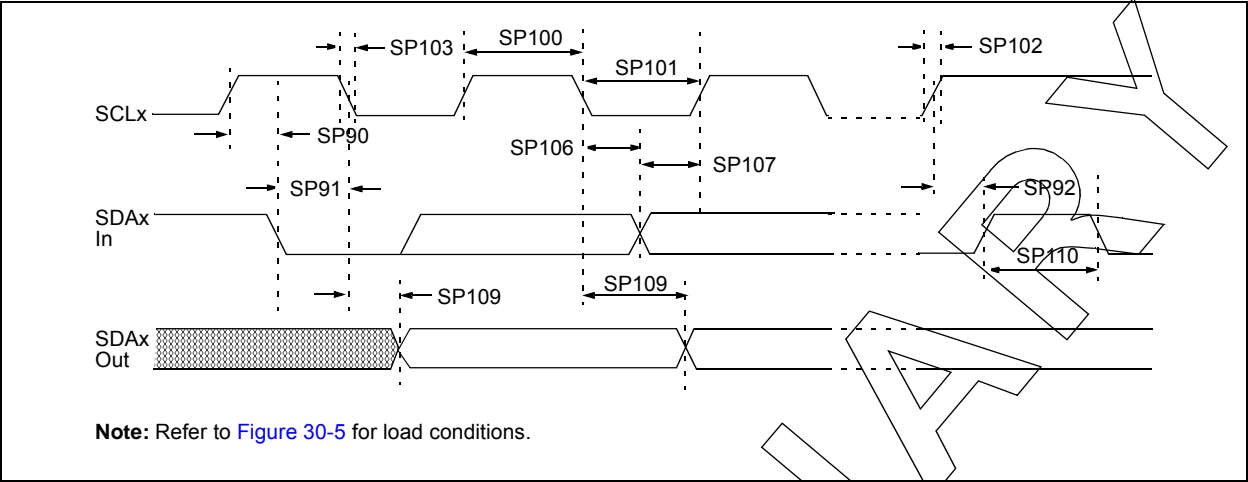 SP103
SP100
SP102
SP101
SCLx
SP90
SP106
SP107
SP91
SP92
SDAx
In
SP110
SP109
SP109
SDAx
Out
Note: Refer to Figure 30-5 for load conditions.
ARY